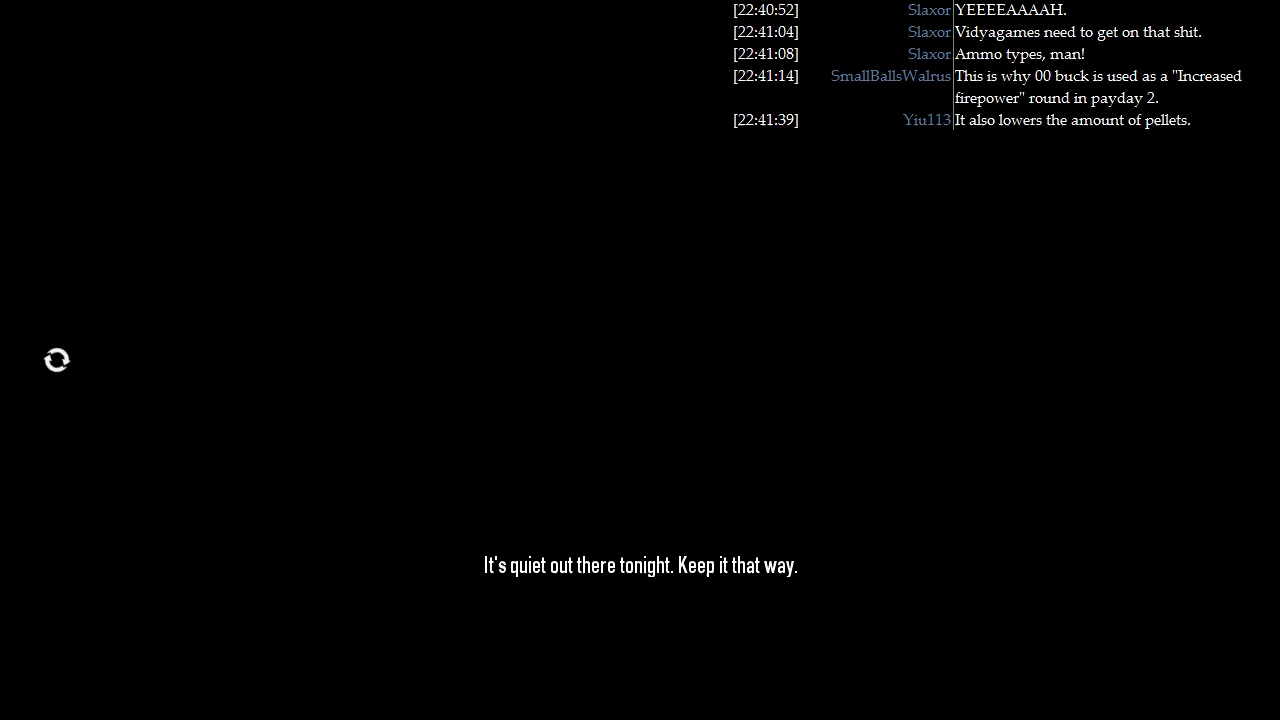 [22:40:52] Slaxor YEEEEAAAAH.
[22:41:04] Slaxor Vidyagames need to get on that shit.
[22:41:08] Slaxor Ammo types, man!
[22:41:14] SmallBallsWalrus This is why 00 buck is used as a "Increased
firepower" round in payday 2.
[22:41:39] Yiu113 It also lowers the amount of pellets.
It's quiet out there tonight. Keep it that way.